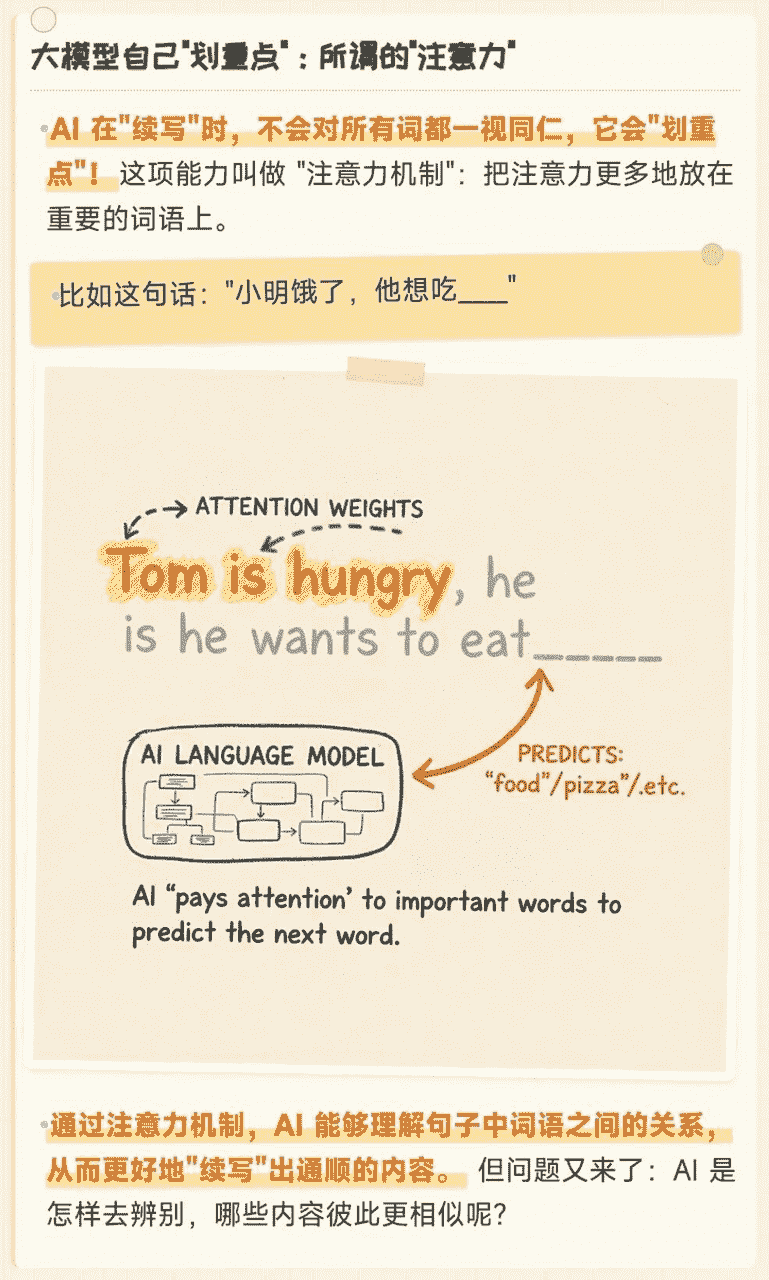 大模型自己"划重点"：所谓的"注意力"
AI 在"续写"时，不会对所有词都一视同仁，它会"划重
点"！这项能力叫做 "注意力机制"：把注意力更多地放在
重要的词语上。
比如这句话："小明饿了，他想吃____"
ATTENTION WEIGHTS
Tom is hungry, he
is he wants to eat_____
AI LANGUAGE MODEL
PREDICTS:
“food”/pizza”/.etc.
AI “pays attention’ to important words to
predict the next word.
通过注意力机制，AI 能够理解句子中词语之间的关系，
从而更好地"续写"出通顺的内容。但问题又来了：AI 是
怎样去辨别，哪些内容彼此更相似呢？